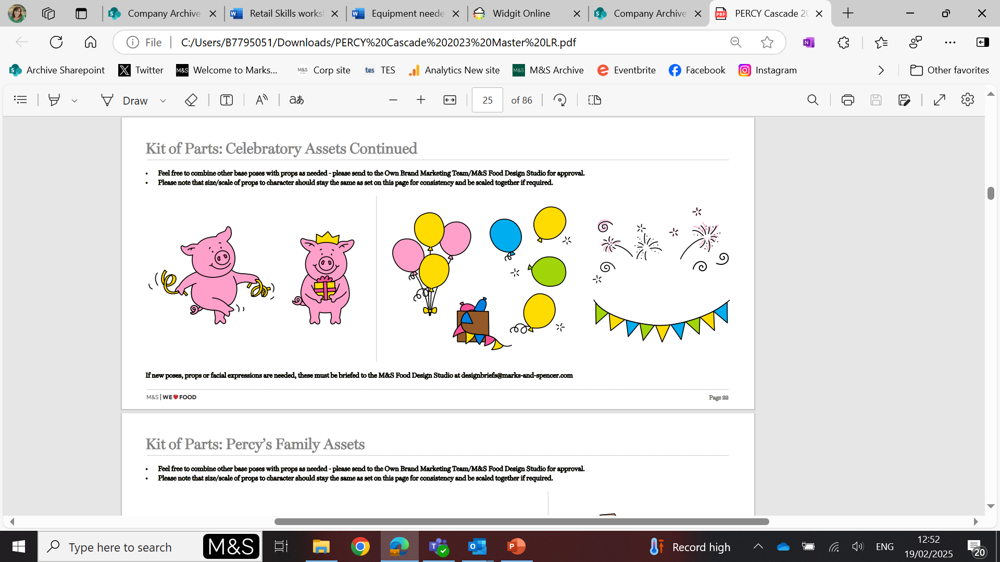 Company Archive
Retail Skills works
Equipment neede
Widgit Online
Company Archive
PERCY Cascade 20
File
C:/Users/B7795051/Downloads/PERCY%20Cascade%202023%20Master%20LR.pdf
Archive Sharepoint
Twitter
M&S
Welcome to Marks...
M&S
Corp site
tes
TES
Analytics New site
M&S
M&S Archive
Eventbrite
Facebook
Instagram
Other favorites
Draw
aあ
25
of 86
Kit of Parts: Celebratory Assets Continued
• Feel free to combine other base poses with props as needed - please send to the Own Brand Marketing Team/M&S Food Design Studio for approval.
• Please note that size/scale of props to character should stay the same as set on this page for consistency and be scaled together if required.
If new poses, props or facial expressions are needed, these must be briefed to the M&S Food Design Studio at designbriefs@marks-and-spencer.com
M&S | WE FOOD
Page 22
Kit of Parts: Percy's Family Assets
• Feel free to combine other base poses with props as needed - please send to the Own Brand Marketing Team/M&S Food Design Studio for approval.
• Please note that size/scale of props to character should stay the same as set on this page for consistency and be scaled together if required.
Type here to search
M&S
Record high
ENG
12:52
19/02/2025
20